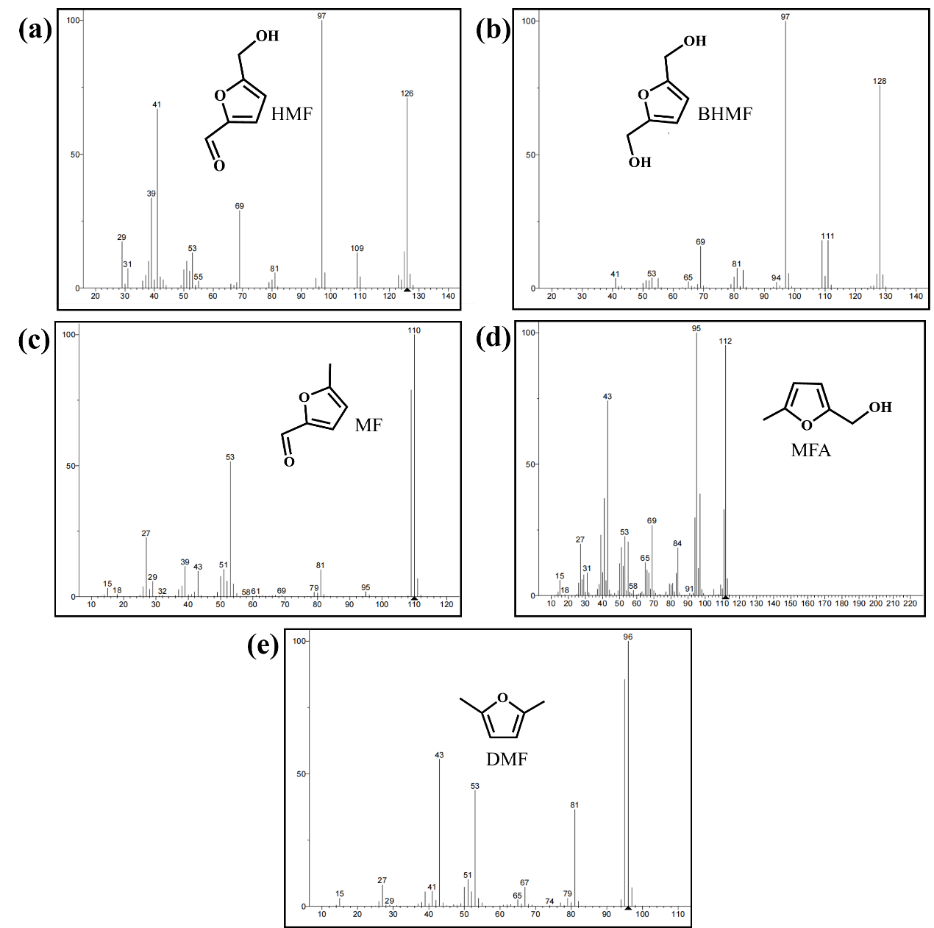 (a)
100
50
0
97
126
41
39
69
29
31
53
55
81
109
OH
O
HMF
O
20 30 40 50 60 70 80 90 100 110 120 130 140
(b)
100
50
0
97
128
69
111
81
41
53
65
94
OH
O
BHMF
OH
20 30 40 50 60 70 80 90 100 110 120 130 140
(c)
100
50
0
110
53
27
39
43
51
29
15
18
32
58
61
69
79
81
95
O
MF
O
10 20 30 40 50 60 70 80 90 100 110 120
(d)
100
50
0
95
112
43
69
53
27
84
65
31
15
18
58
91
OH
O
MFA
10 20 30 40 50 60 70 80 90 100 110 120 130 140 150 160 170 180 190 200 210 220
(e)
100
50
0
96
43
53
81
27
51
41
67
15
29
65
74
79
O
DMF
10 20 30 40 50 60 70 80 90 100 110